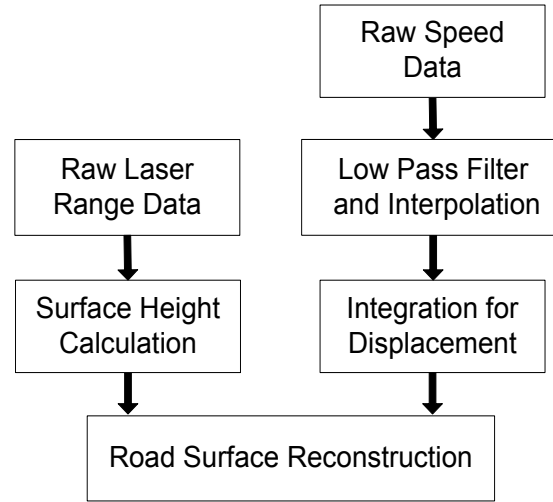 Raw Speed
Data
Raw Laser
Range Data
Low Pass Filter
and Interpolation
Surface Height
Calculation
Integration for
Displacement
Road Surface Reconstruction